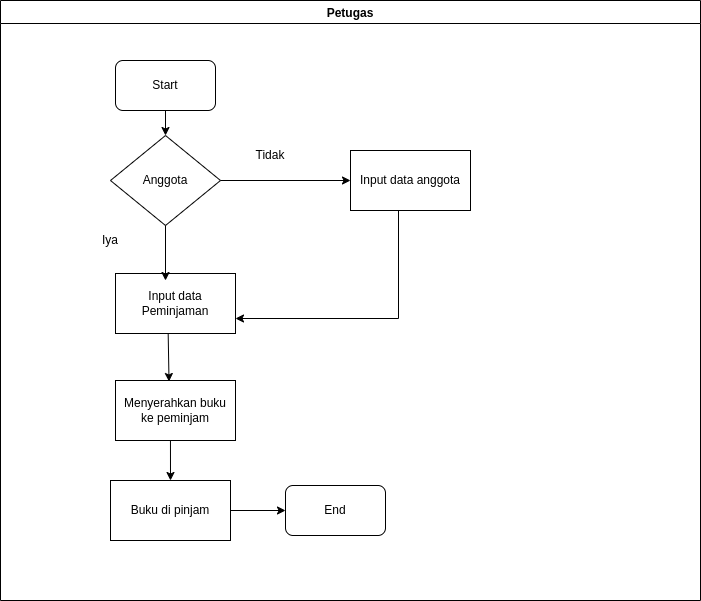 Petugas
Start
Anggota
Tidak
Input data anggota
Iya
Input data
Peminjaman
Menyerahkan buku
ke peminjam
Buku di pinjam
End